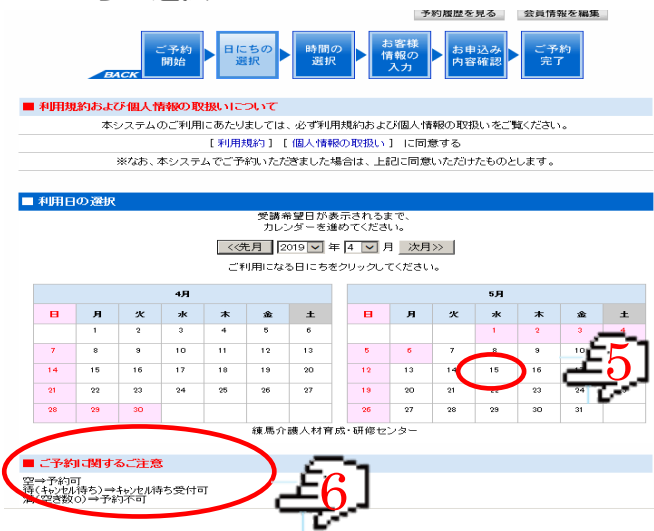 予約履歴を見る 会員情報を編集
ご予約
開始
日にちの
選択
時間の
選択
お客様
情報の
入力
お申込み
内容確認
ご予約
完了
BACK
■ 利用規約および個人情報の取扱いについて
本システムのご利用にあたりましては、必ず利用規約および個人情報の取扱いをご覧ください。
[ 利用規約 ] [ 個人情報の取扱い ] に同意する
※なお、本システムでご予約いただきました場合は、上記に同意いただけたものとします。
■ 利用日の選択
受講希望日が表示されるまで、
カレンダーを進めてください。
<<先月 2019 年 4 月 次月>>
ご利用になる日にちをクリックしてください。
4月
日 月 火 水 木 金 土
1 2 3 4 5 6
7 8 9 10 11 12 13
14 15 16 17 18 19 20
21 22 23 24 25 26 27
28 29 30
5月
日 月 火 水 木 金 土
1 2 3 4
5 6 7 8 9 10
12 13 14 15 16
19 20 21 22 23 24
26 27 28 29 30 31
5
練馬介護人材育成・研修センター
■ ご予約に関するご注意
空⇒予約可
待(キャンセル待ち)⇒キャンセル待ち受付可
満(空き数0)⇒予約不可
6